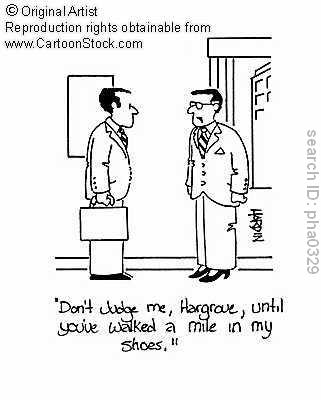 © Original Artist
Reproduction rights obtainable from
www.CartoonStock.com
search ID: pha0329
HARDIN
"Don't Judge me, Hargrove, until
you've walked a mile in my
shoes."